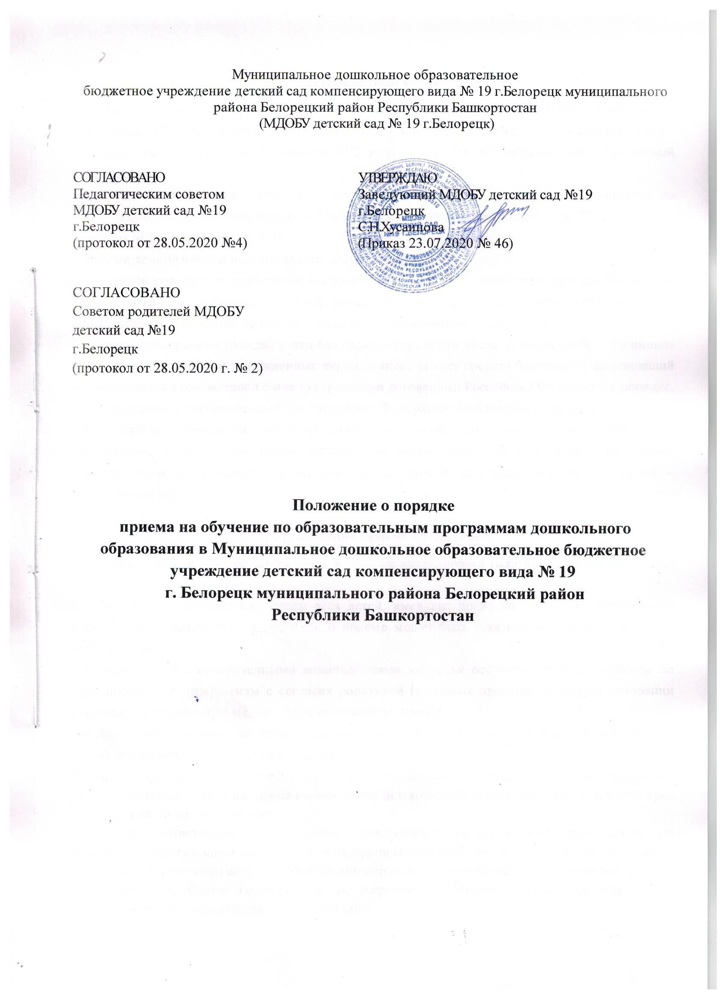 Муниципальное дошкольное образовательное
бюджетное учреждение детский сад компенсирующего вида № 19 г.Белорецк муниципального
района Белорецкий район Республики Башкортостан
(МДОБУ детский сад № 19 г.Белорецк)
СОГЛАСОВАНО
Педагогическим советом
МДОБУ детский сад №19
г.Белорецк
(протокол от 28.05.2020 №4)
УТВЕРЖДАЮ
Заведующий МДОБУ детский сад №19
г.Белорецк
С.Н.Хусаинова
(Приказ 23.07.2020 № 46)
МДОБУ
ДЕТСКИЙ САД
№19 г.БЕЛОРЕЦК
СОГЛАСОВАНО
Советом родителей МДОБУ
детский сад №19
г.Белорецк
(протокол от 28.05.2020 г. № 2)
Положение о порядке
приема на обучение по образовательным программам дошкольного
образования в Муниципальное дошкольное образовательное бюджетное
учреждение детский сад компенсирующего вида № 19
г. Белорецк муниципального района Белорецкий район
Республики Башкортостан